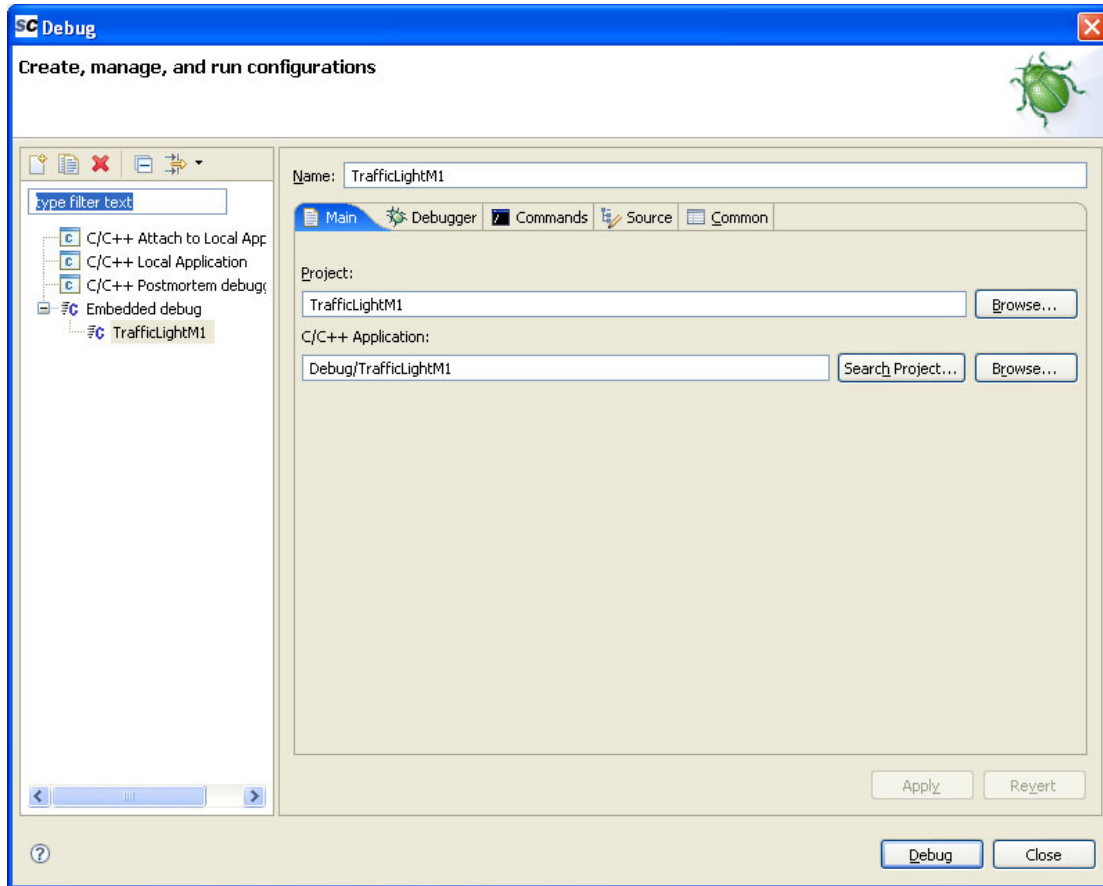 SC Debug
Create, manage, and run configurations
type filter text
C/C++ Attach to Local App
C/C++ Local Application
C/C++ Postmortem debugg
Embedded debug
TrafficLightM1
Name: TrafficLightM1
Main Debugger Commands Source Common
Project:
TrafficLightM1 Browse...
C/C++ Application:
Debug/TrafficLightM1 Search Project... Browse...
Apply Revert
Debug Close